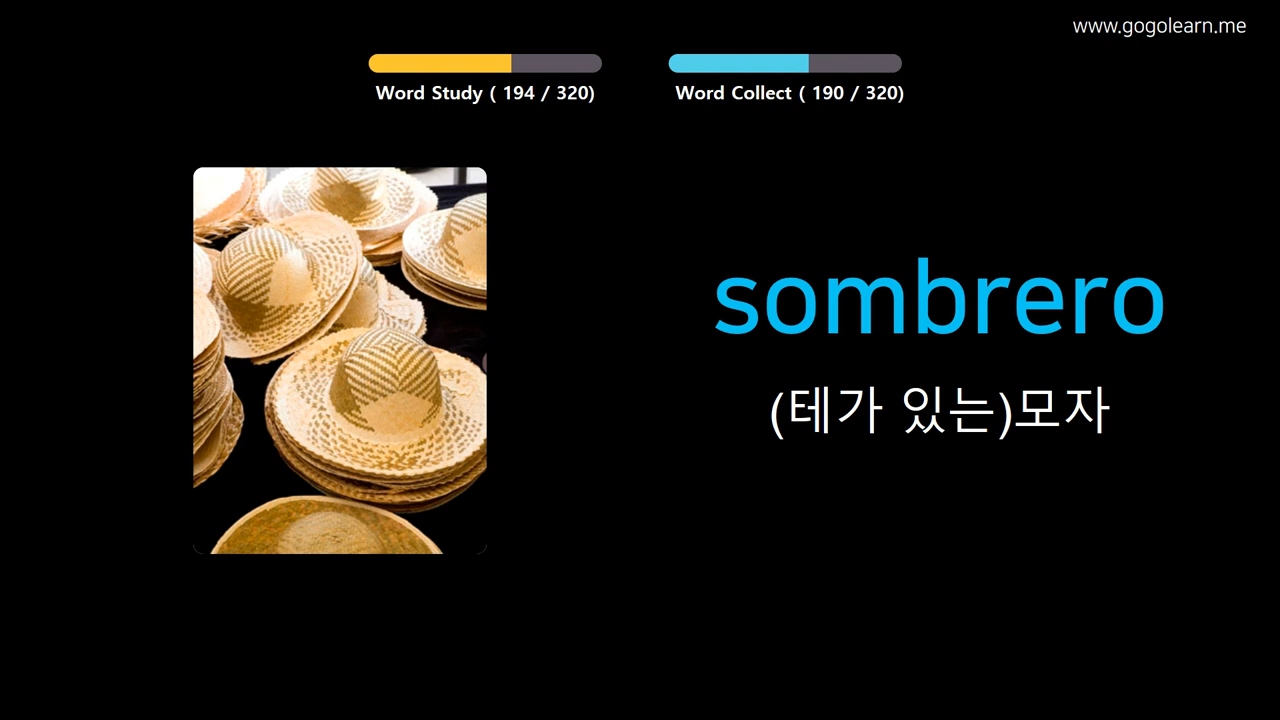 www.gogolearn.me
Word Study ( 194 / 320)
Word Collect ( 190 / 320)
sombrero
(테가 있는)모자